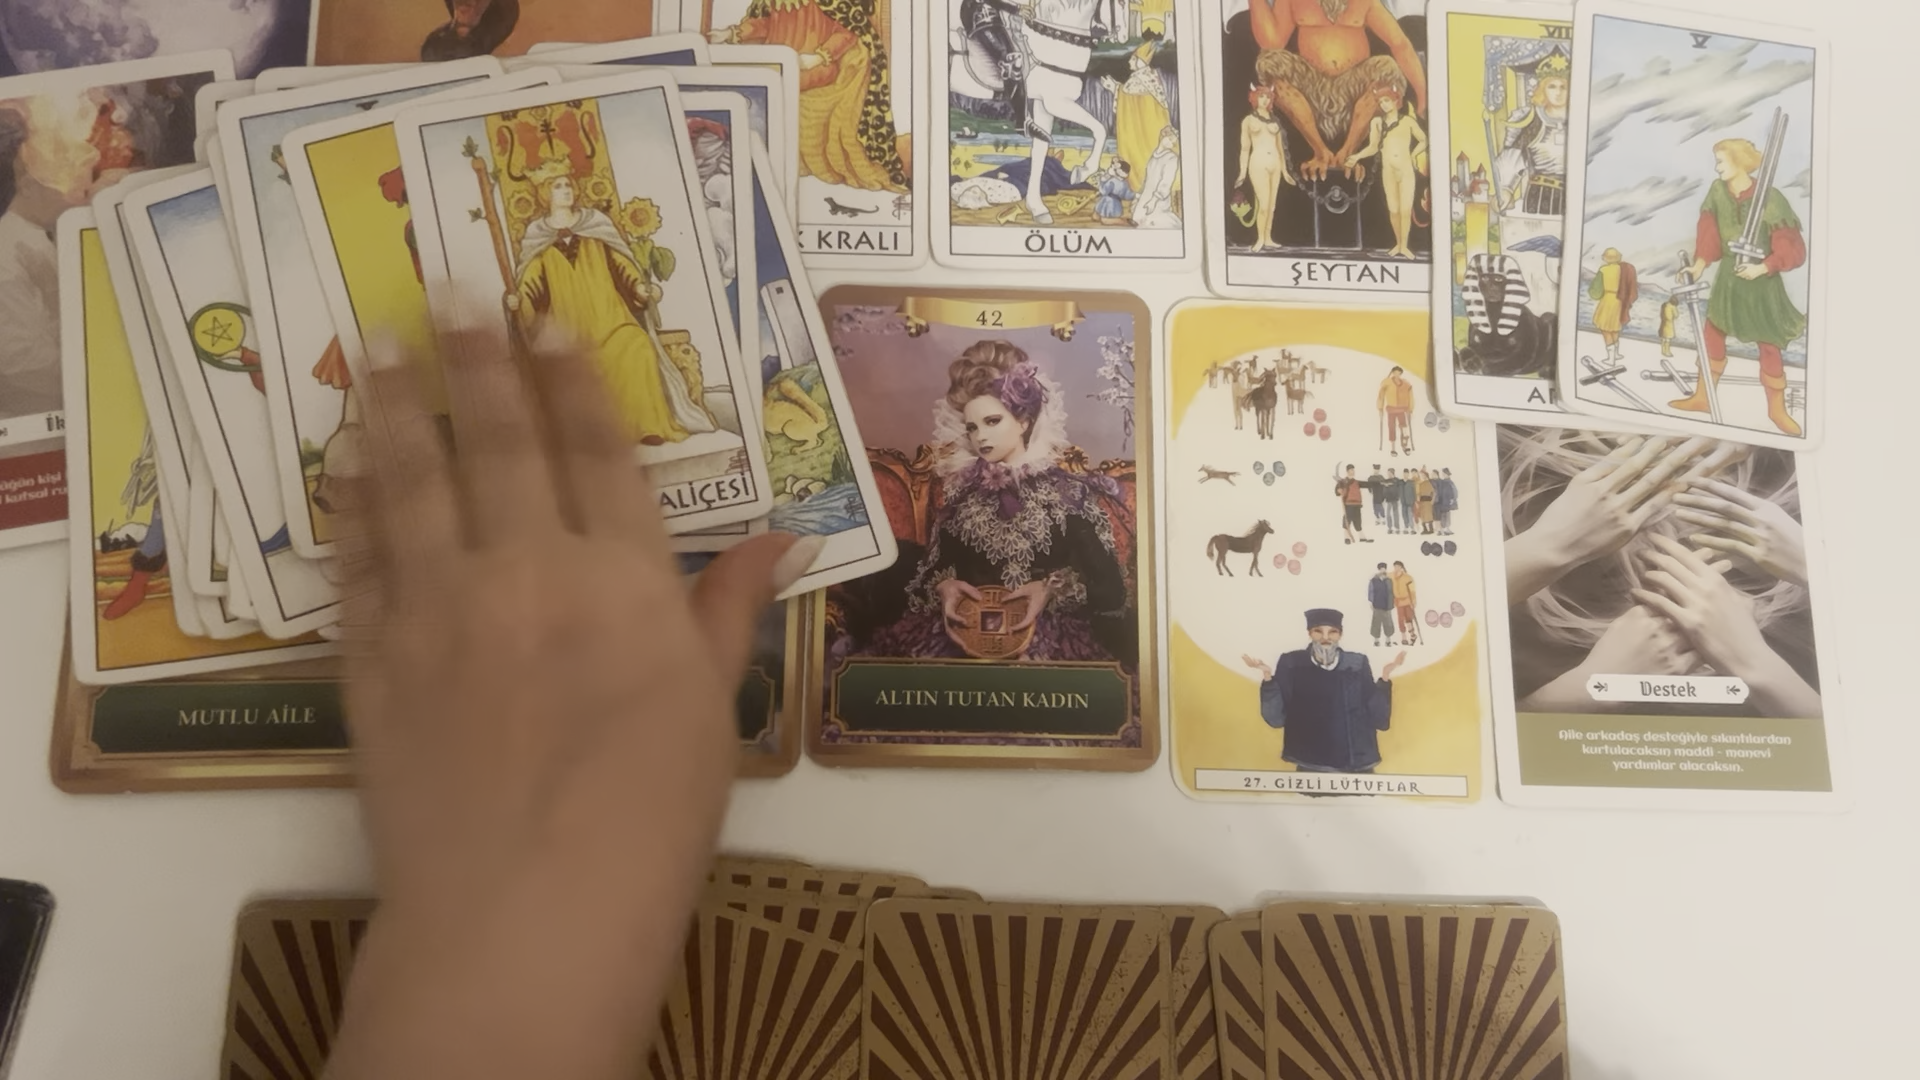 V
VII
V
K KRALI
ÖLÜM
ŞEYTAN
42
ALİÇESİ
MUTLU AİLE
ALTIN TUTAN KADIN
27. GİZLİ LÜTUFLAR
Destek
Aile arkadaş desteğiyle sıkıntılardan
kurtulacaksın maddi - manevi
yardımlar alacaksın.